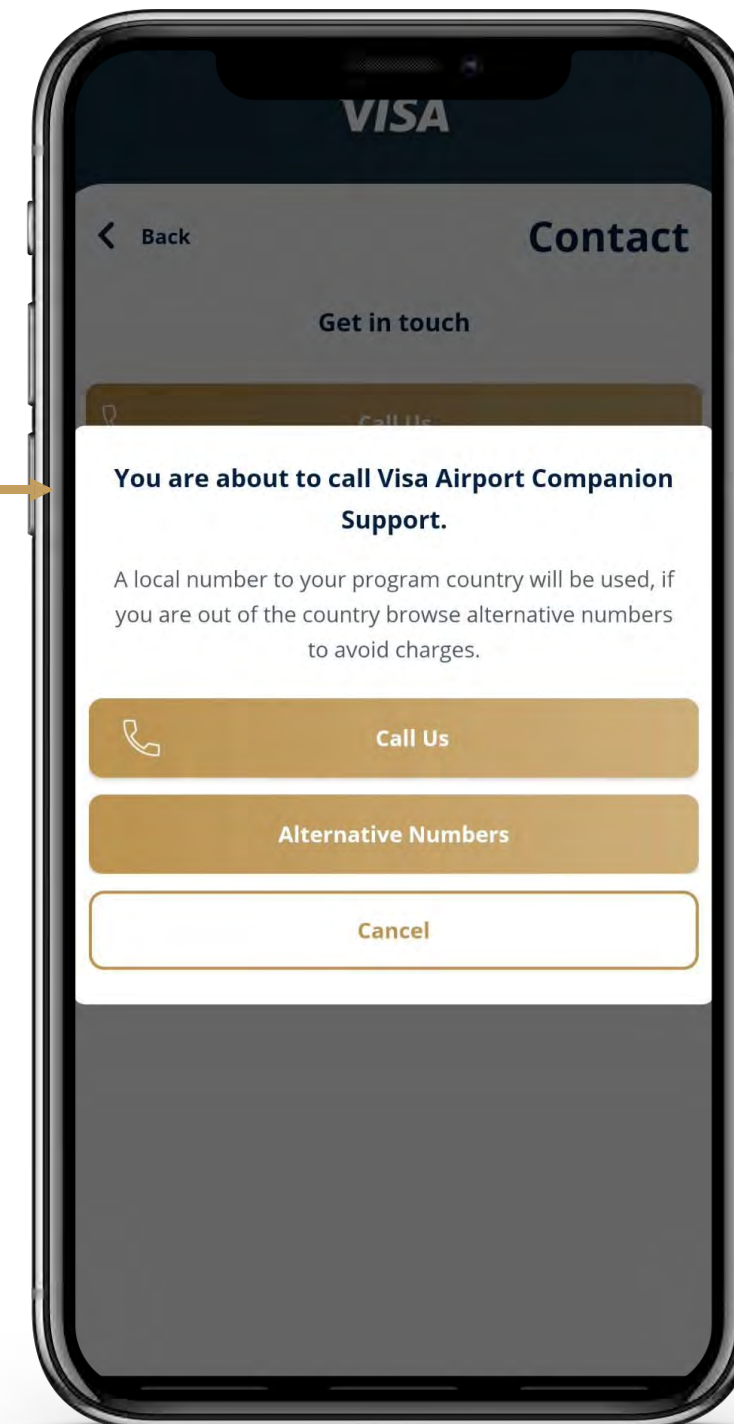 VISA
Back
Contact
Get in touch
Call Us
You are about to call Visa Airport Companion
Support.
A local number to your program country will be used, if
you are out of the country browse alternative numbers
to avoid charges.
Call Us
Alternative Numbers
Cancel